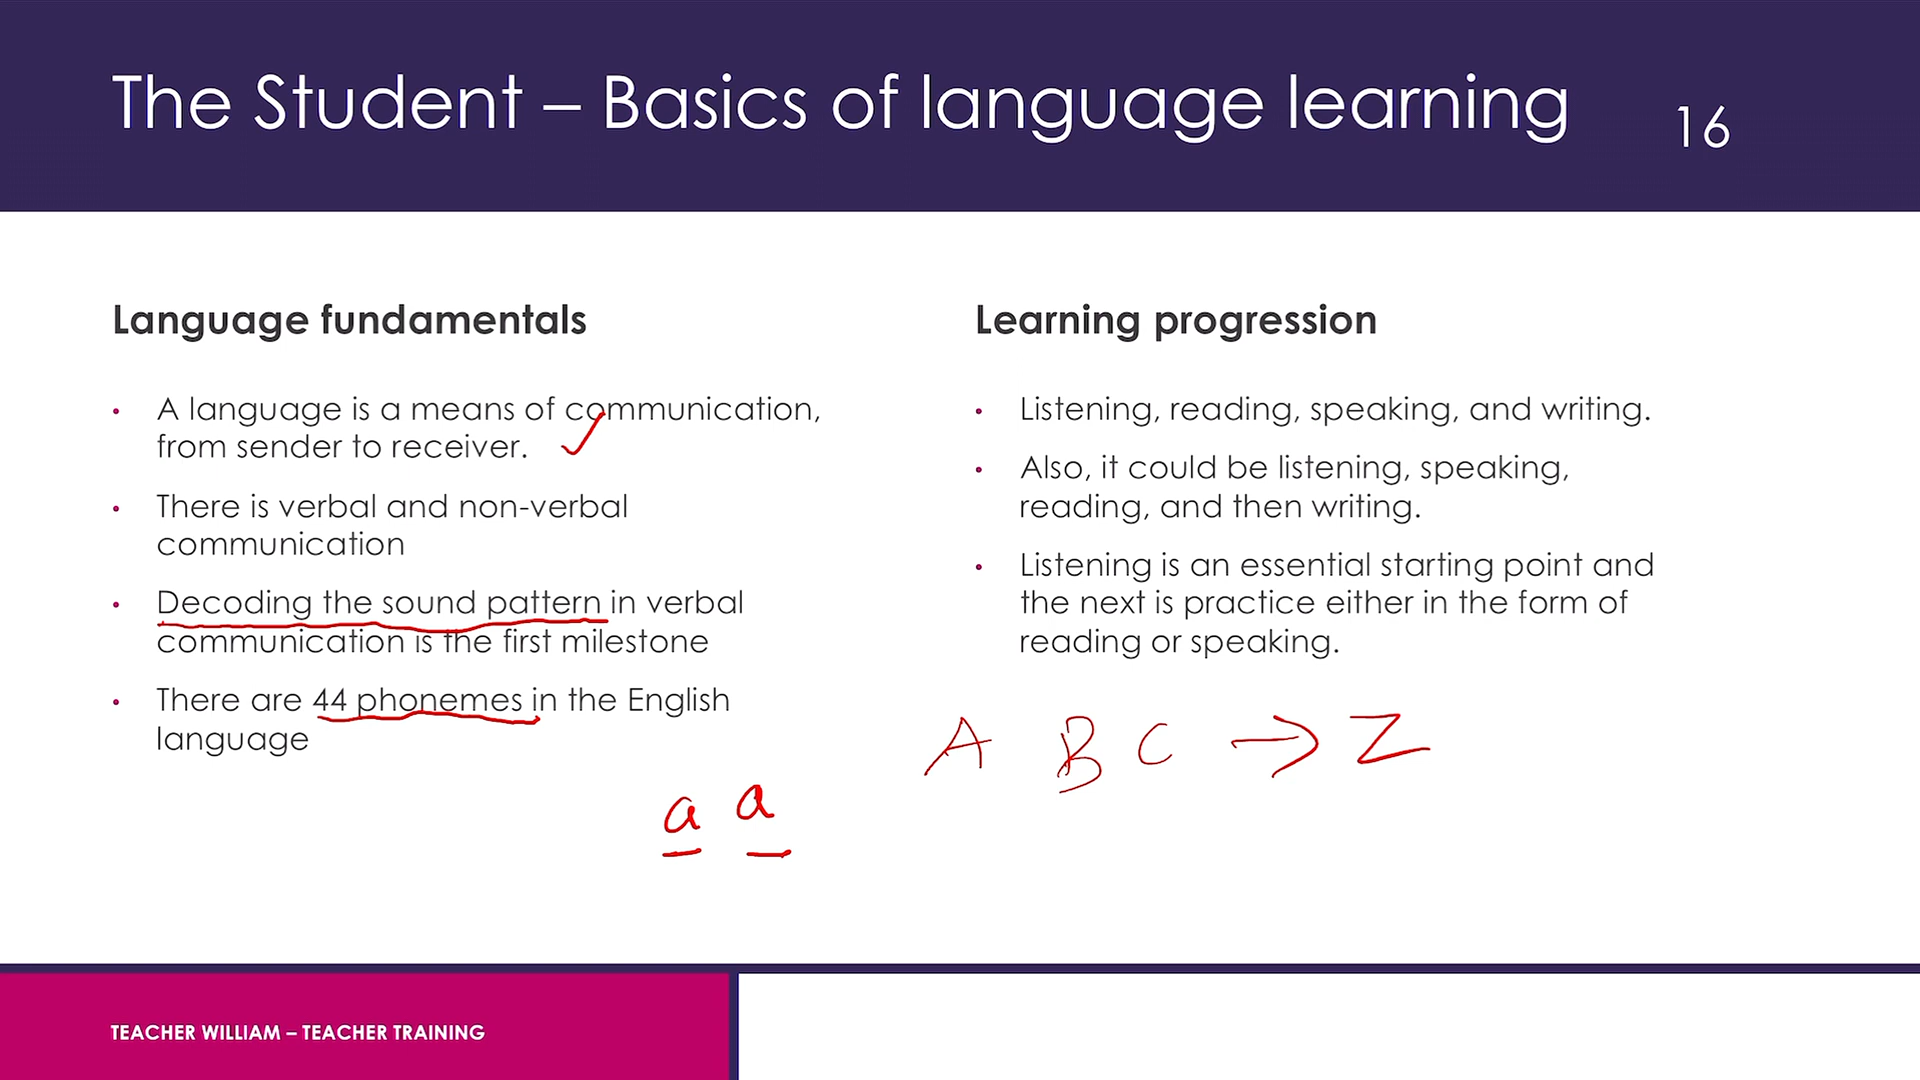 The Student – Basics of language learning
16
Language fundamentals
• A language is a means of communication,
from sender to receiver.
• There is verbal and non-verbal
communication
• Decoding the sound pattern in verbal
communication is the first milestone
• There are 44 phonemes in the English
language
a a
Learning progression
• Listening, reading, speaking, and writing.
• Also, it could be listening, speaking,
reading, and then writing.
• Listening is an essential starting point and
the next is practice either in the form of
reading or speaking.
A B C → Z
TEACHER WILLIAM – TEACHER TRAINING